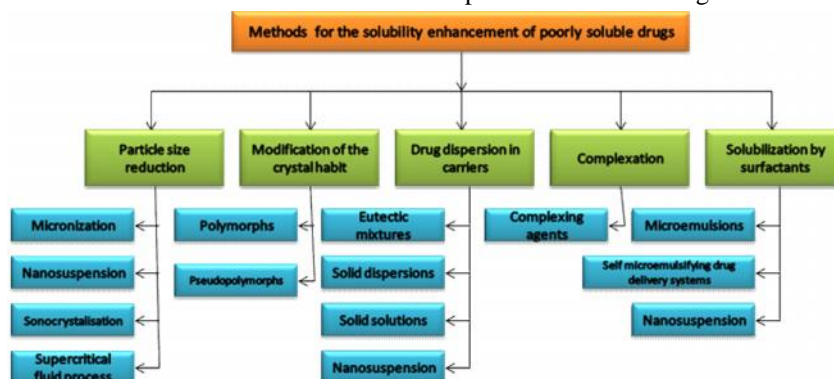 Methods for the solubility enhancement of poorly soluble drugs
Particle size
reduction
Modification of the
crystal habit
Drug dispersion in
carriers
Complexation
Solubilization by
surfactants
Micronization
Nanosuspension
Sonocrystalisation
Supercritical
fluid process
Polymorphs
Pseudopolymorphs
Eutectic
mixtures
Solid dispersions
Solid solutions
Nanosuspension
Complexing
agents
Microemulsions
Self microemulsifying drug
delivery systems
Nanosuspension